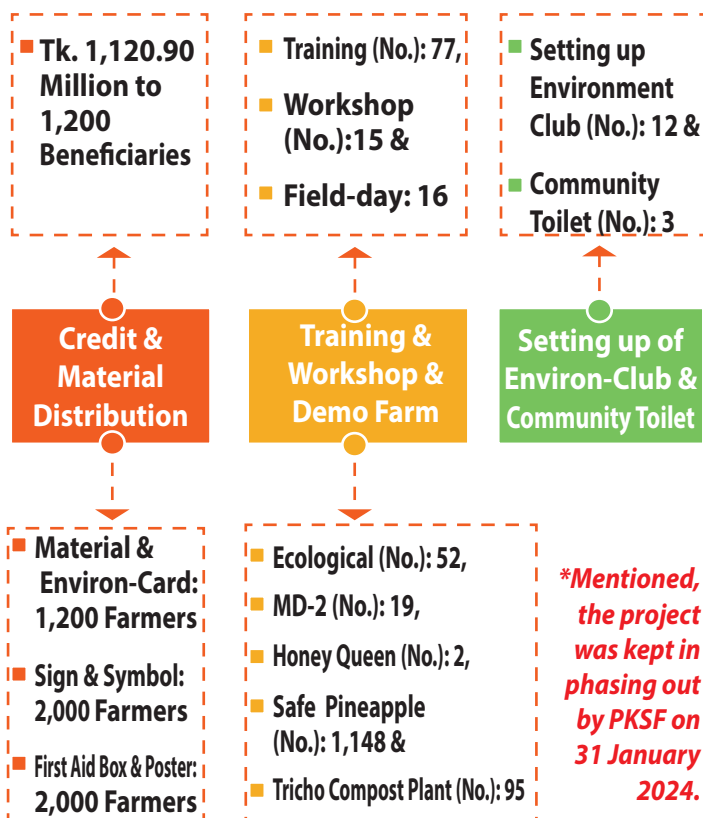 Tk. 1,120.90
Million to
1,200
Beneficiaries
Training (No.): 77,
Workshop
(No.):15 &
Field-day: 16
Setting up
Environment
Club (No.): 12 &
Community
Toilet (No.): 3
Credit &
Material
Distribution
Training &
Workshop &
Demo Farm
Setting up of
Environ-Club &
Community Toilet
Material &
Environ-Card:
1,200 Farmers
Sign & Symbol:
2,000 Farmers
First Aid Box & Poster:
2,000 Farmers
Ecological (No.): 52,
MD-2 (No.): 19,
Honey Queen (No.): 2,
Safe Pineapple
(No.): 1,148 &
Tricho Compost Plant (No.): 95
*Mentioned,
the project
was kept in
phasing out
by PKSF on
31 January
2024.